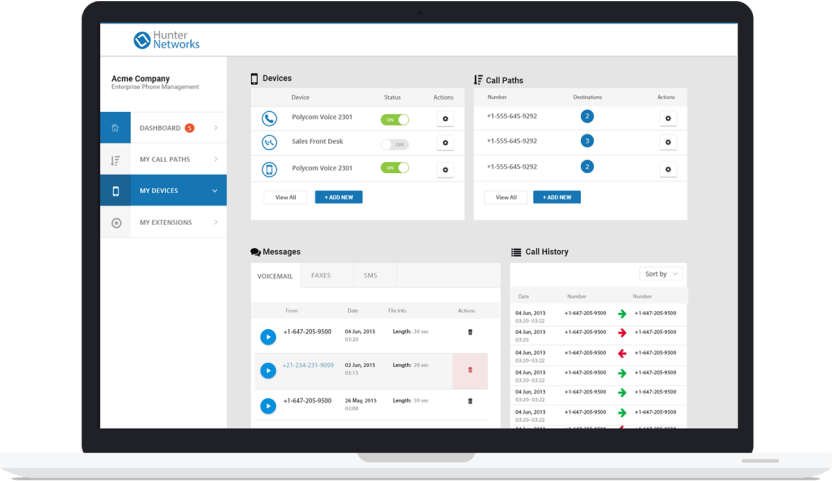 Hunter
Networks
Acme Company
Enterprise Phone Management
DASHBOARD 5
MY CALL PATHS
MY DEVICES
MY EXTENSIONS
Devices
Device Status Actions
Polycom Voice 2301 ON
Sales Front Desk OFF
Polycom Voice 2301 ON
View All + ADD NEW
Call Paths
Number Destinations Actions
+1-555-645-9292 2
+1-555-645-9292 3
+1-555-645-9292 2
View All + ADD NEW
Messages
VOICEMAIL FAXES SMS
From Date File Info Actions
+1-647-205-9500 04 Jun, 2013 Length: .30 sec
03:20
+21-234-231-9099 02 Jun, 2013 Length: 20 sec
03:13
+1-647-205-9500 26 May, 2013 Length: 59 sec
02:08
Call History
Sort by
Date Number Number
04 Jun, 2013 +1-647-205-9500 +1-647-205-9500
03:20- 03:22
04 Jun, 2013 +1-647-205-9500 +1-647-205-9500
03:20
04 Jun, 2013 +1-647-205-9500 +1-647-205-9500
03:20- 03:22
04 Jun, 2013 +1-647-205-9500 +1-647-205-9500
03:20- 03:22
04 Jun, 2013 +1-647-205-9500 +1-647-205-9500
03:20- 03:22
04 Jun, 2013 +1-647-205-9500 +1-647-205-9500
03:20- 03:22